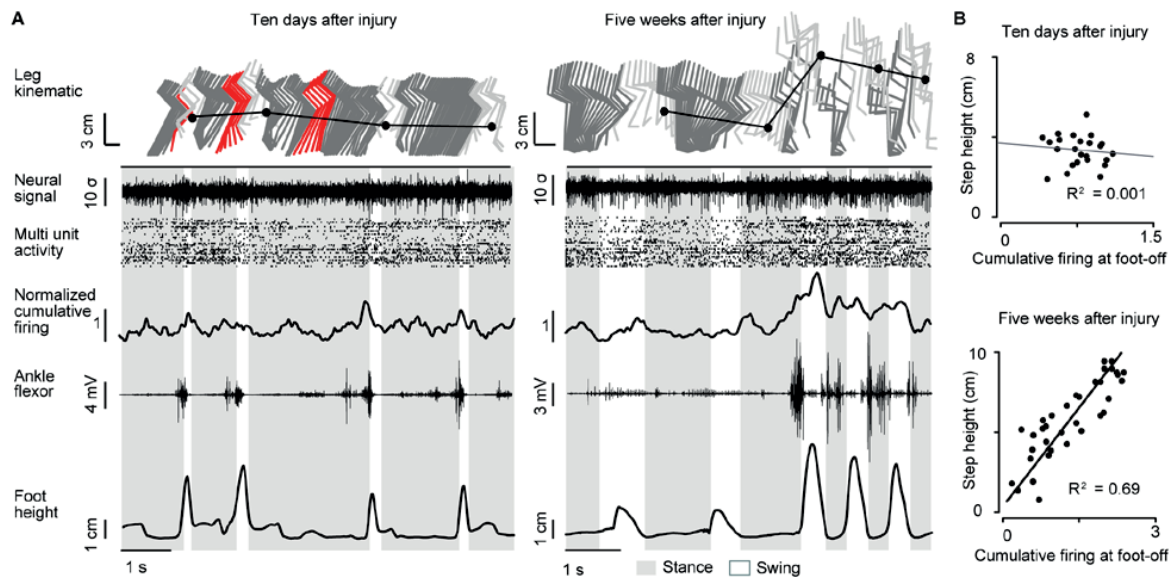 A
Ten days after injury
Five weeks after injury
Leg
kinematic
3 cm
3 cm
Neural
signal
10 σ
10 σ
Multi unit
activity
Normalized
cumulative
firing
1
1
Ankle
flexor
4 mV
3 mV
Foot
height
1 cm
1 cm
1 s
1 s
Stance
Swing
B
Ten days after injury
8
Step height (cm)
R² = 0.001
0
0
1.5
Cumulative firing at foot-off
Five weeks after injury
10
Step height (cm)
R² = 0.69
0
0
3
Cumulative firing at foot-off